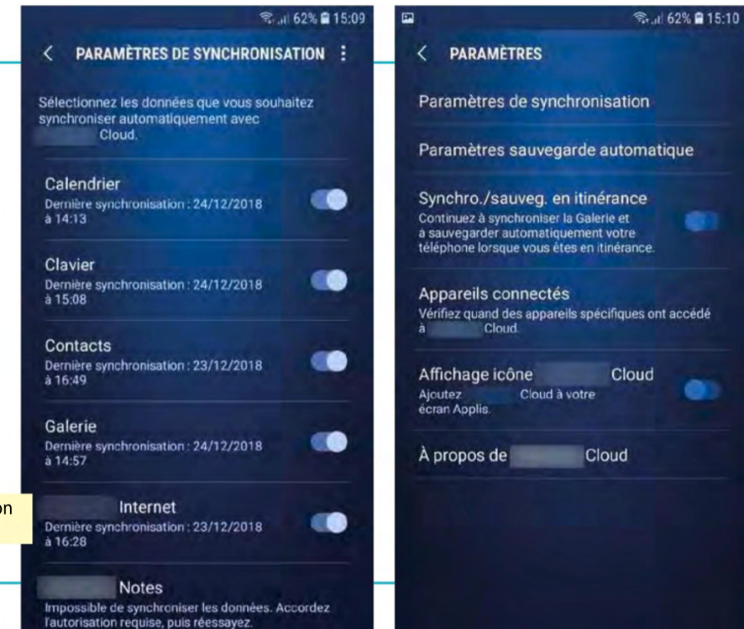 62% 15:09
PARAMÈTRES DE SYNCHRONISATION
Sélectionnez les données que vous souhaitez
synchroniser automatiquement avec
Cloud.
Calendrier
Dernière synchronisation : 24/12/2018
à 14:13
Clavier
Dernière synchronisation : 24/12/2018
à 15:08
Contacts
Dernière synchronisation : 23/12/2018
à 16:49
Galerie
Dernière synchronisation : 24/12/2018
à 14:57
on
Internet
Dernière synchronisation : 23/12/2018
à 16:28
Notes
Impossible de synchroniser les données. Accordez
l'autorisation requise, puis réessayez.
62% 15:10
PARAMÈTRES
Paramètres de synchronisation
Paramètres sauvegarde automatique
Synchro./sauveg. en itinérance
Continuez à synchroniser la Galerie et
à sauvegarder automatiquement votre
téléphone lorsque vous êtes en itinérance.
Appareils connectés
Vérifiez quand des appareils spécifiques ont accédé
à Cloud.
Affichage icône Cloud
Ajoutez Cloud à votre
écran Applis.
À propos de Cloud